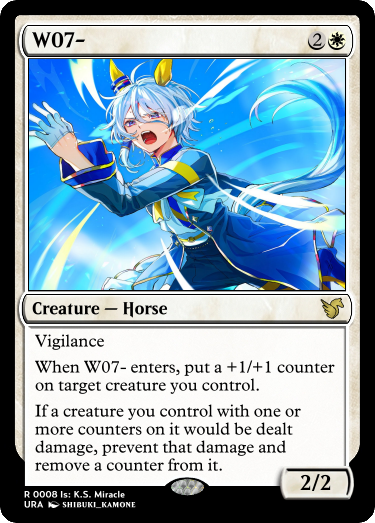 W07-
2
Creature — Horse
Vigilance
When W07- enters, put a +1/+1 counter
on target creature you control.
If a creature you control with one or
more counters on it would be dealt
damage, prevent that damage and
remove a counter from it.
2/2
R 0008 Is: K.S. Miracle
URA SHIBUKI_KAMONE